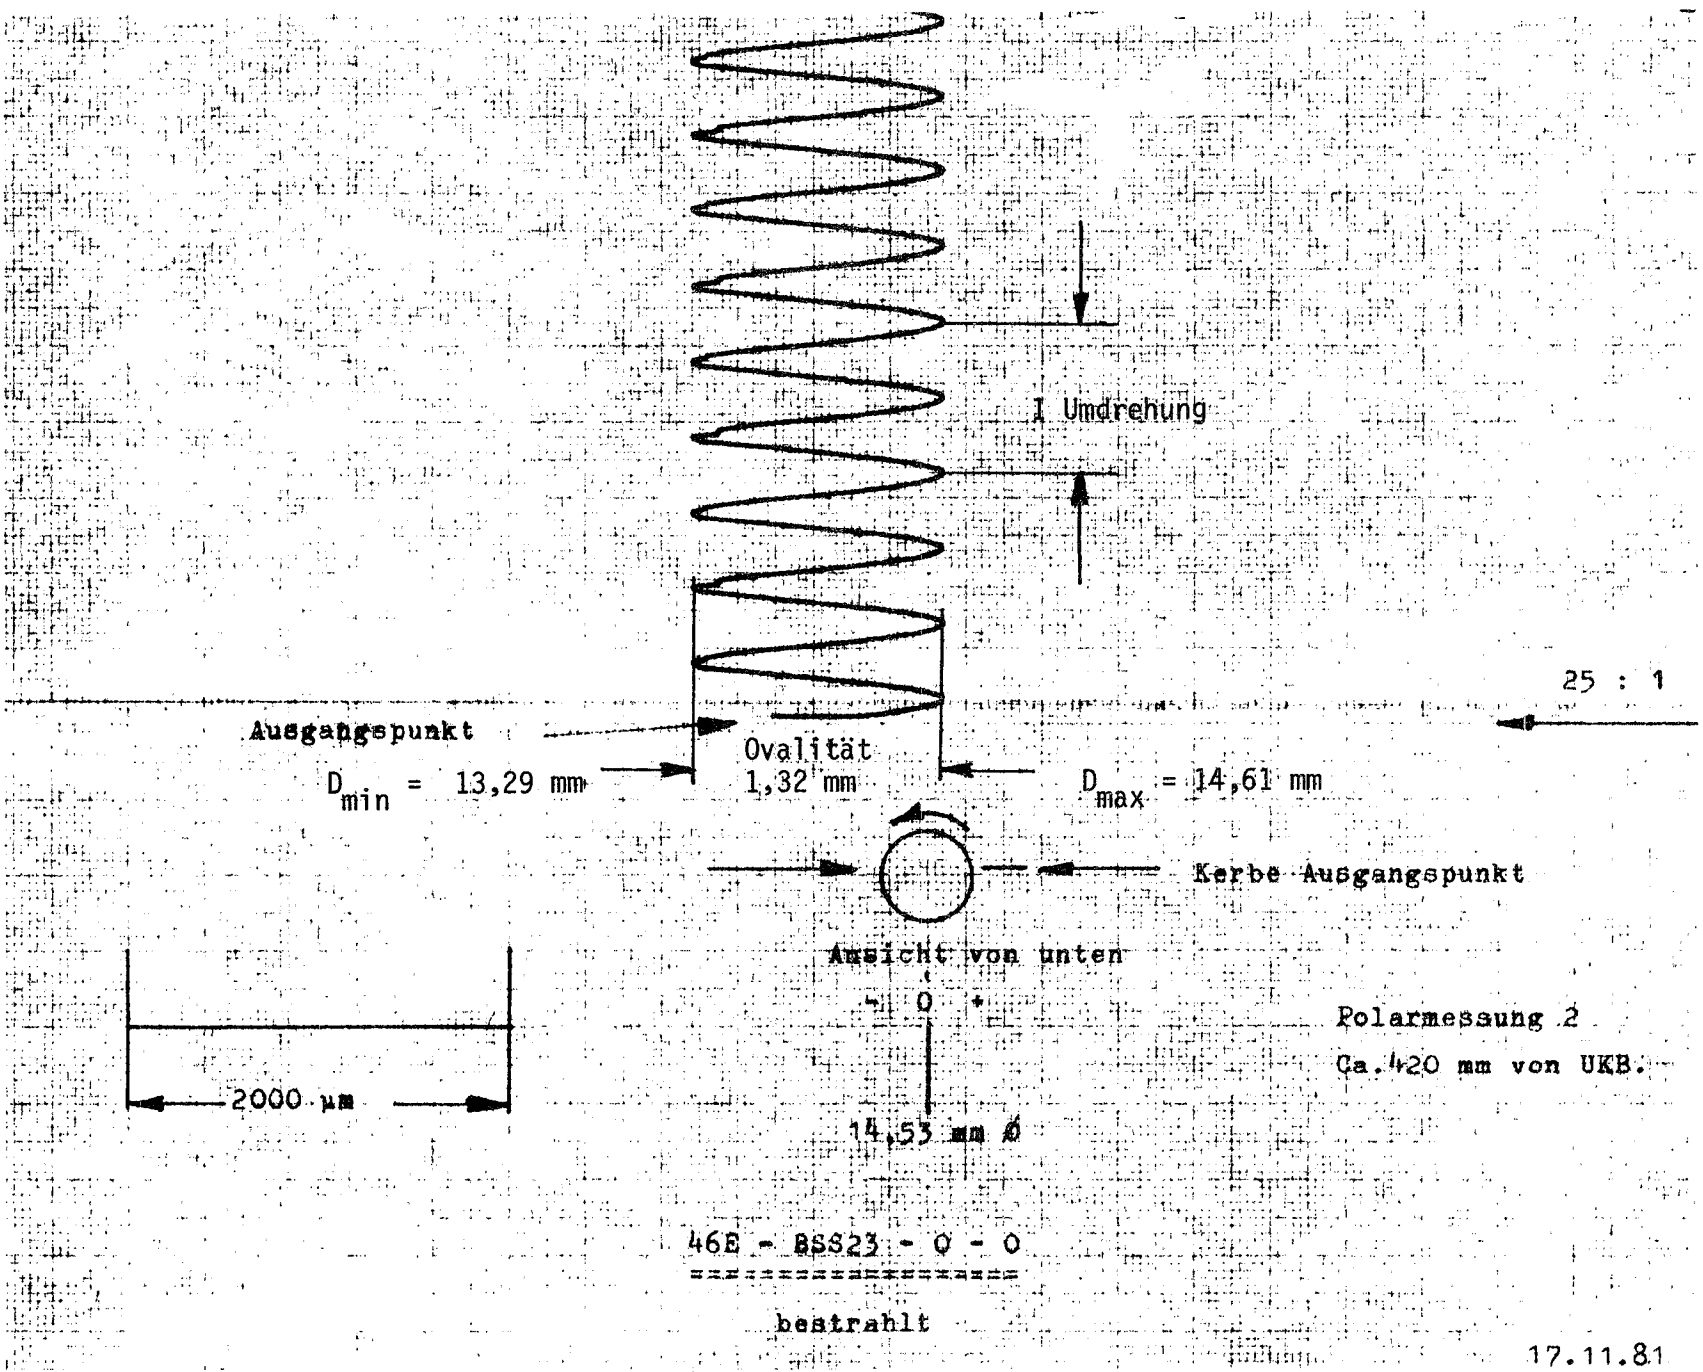 I Umdrehung
25 : 1
Ausgangspunkt
Ovalität
1,32 mm
D min = 13,29 mm
D max = 14,61 mm
Kerbe Ausgangspunkt
Ansicht von unten
- 0 +
Polarmessung 2
Ca. 420 mm von UKB.
2000 µm
14,53 mm Ø
46E - BSS23 - 0 - 0
bestrahlt
17.11.81